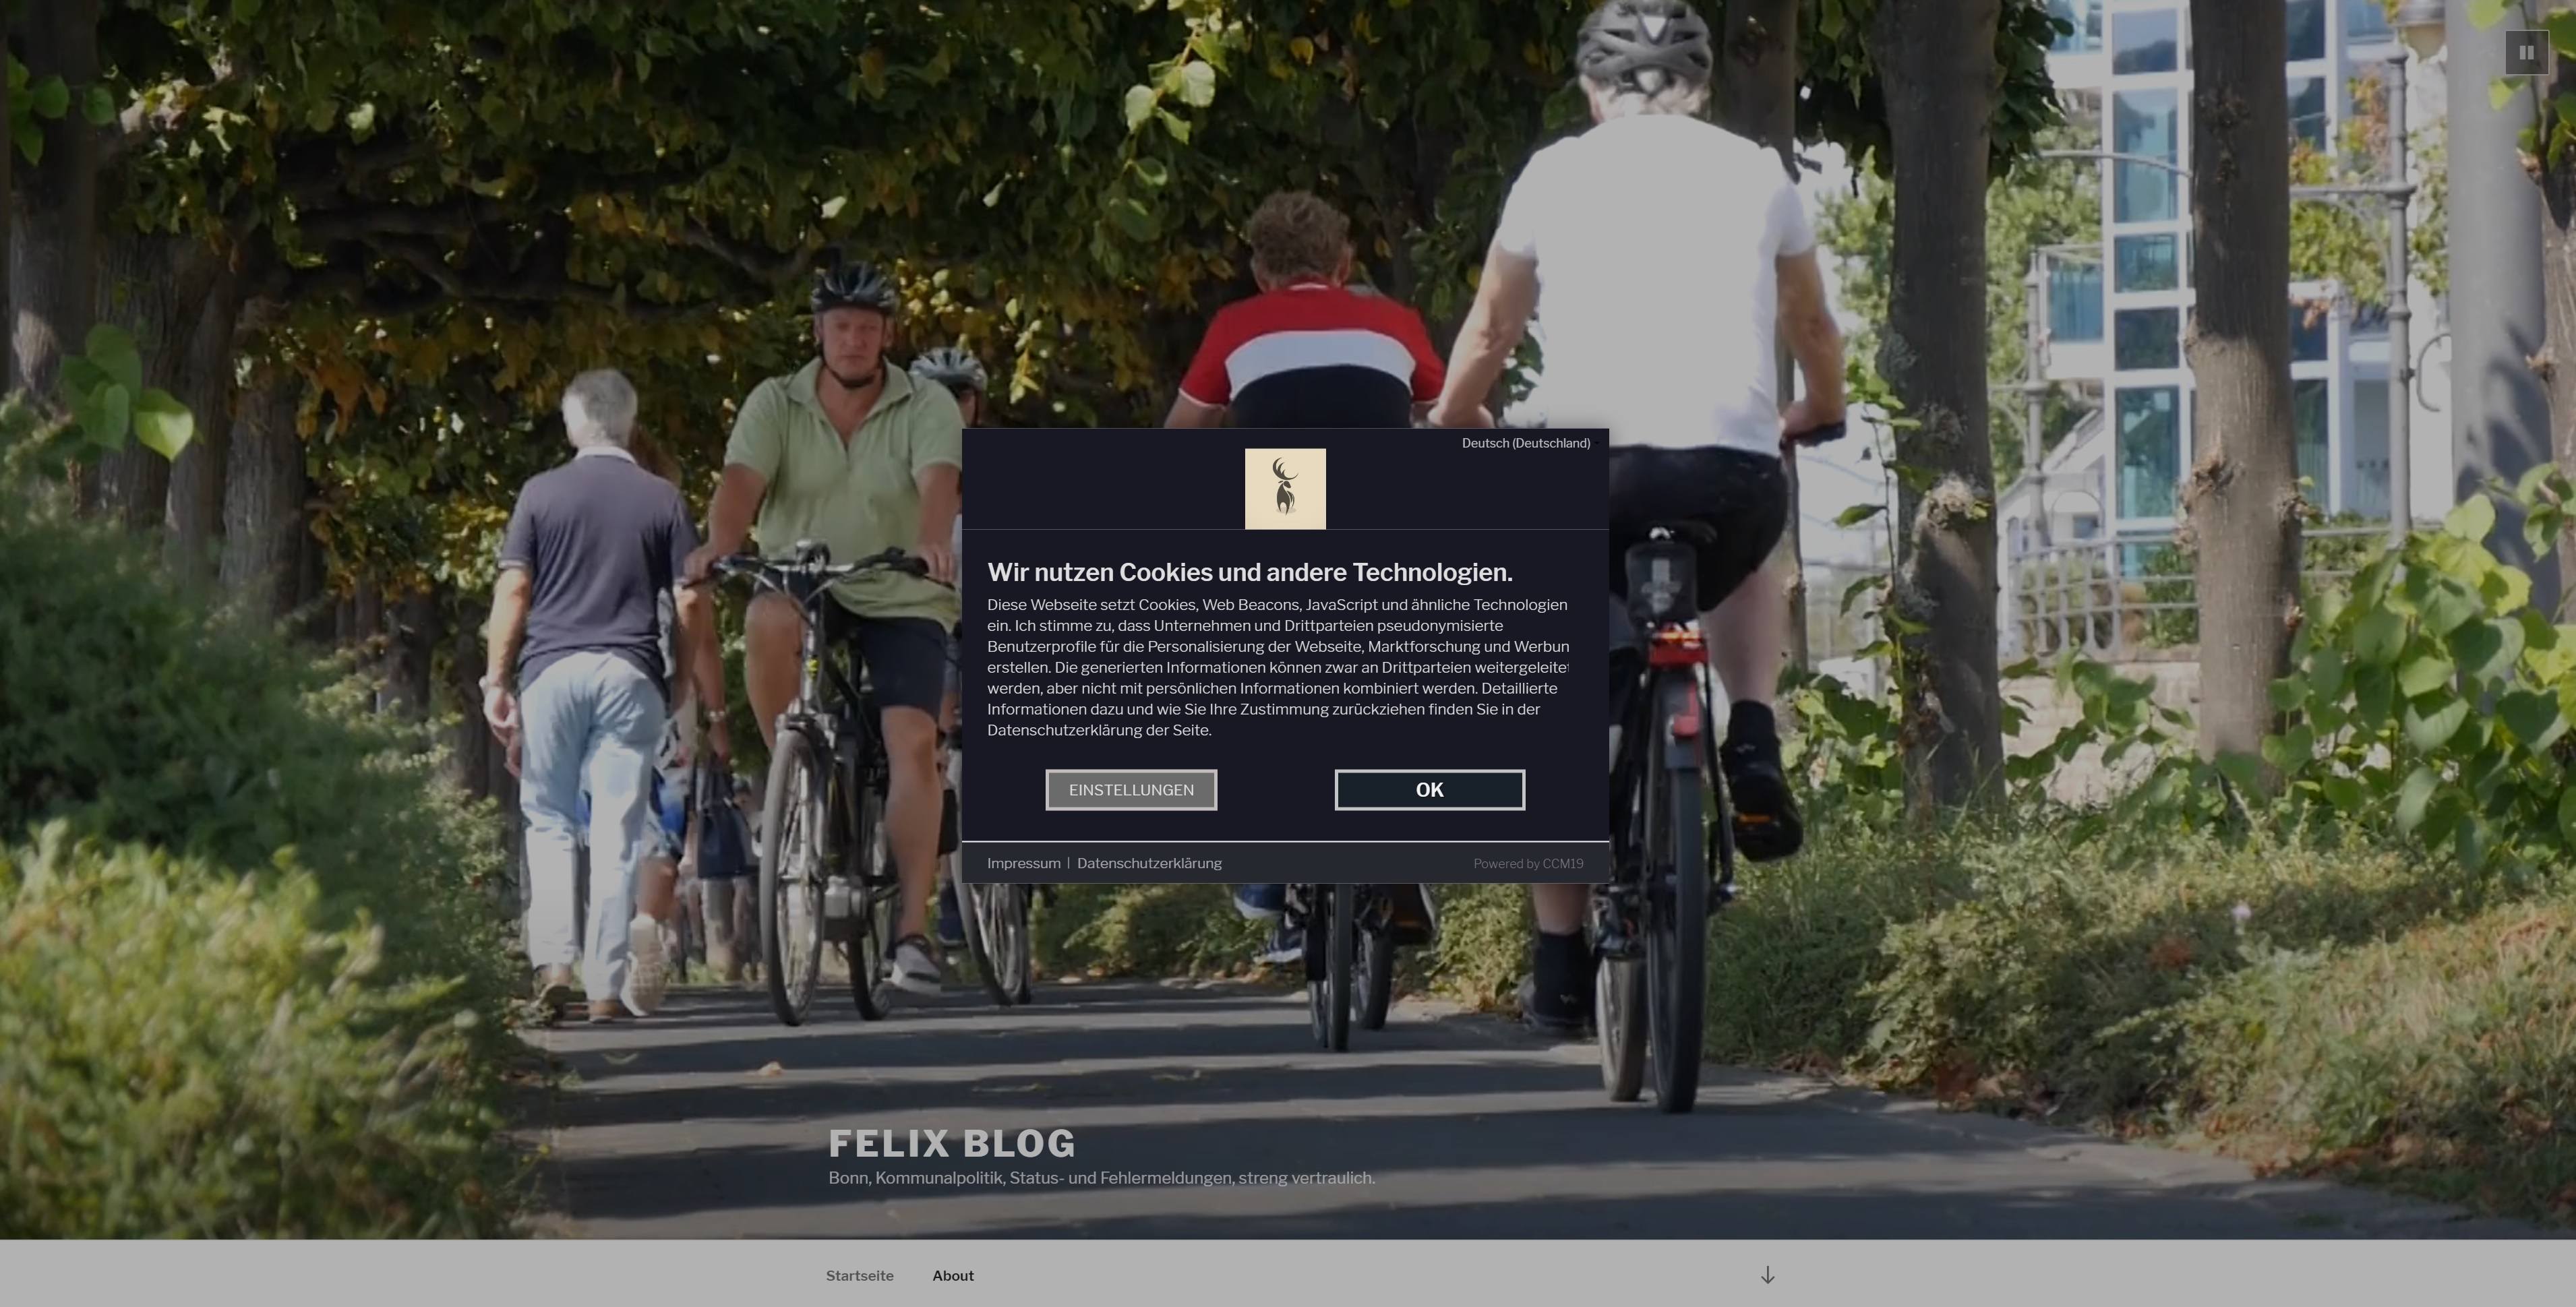 Deutsch (Deutschland)
Wir nutzen Cookies und andere Technologien.
Diese Webseite setzt Cookies, Web Beacons, JavaScript und ähnliche Technologien
ein. Ich stimme zu, dass Unternehmen und Drittparteien pseudonymisierte
Benutzerprofile für die Personalisierung der Webseite, Marktforschung und Werbun
erstellen. Die generierten Informationen können zwar an Drittparteien weitergeleitet
werden, aber nicht mit persönlichen Informationen kombiniert werden. Detaillierte
Informationen dazu und wie Sie Ihre Zustimmung zurückziehen finden Sie in der
Datenschutzerklärung der Seite.
EINSTELLUNGEN OK
Impressum | Datenschutzerklärung Powered by CCM19
FELIX BLOG
Bonn, Kommunalpolitik, Status- und Fehlermeldungen, streng vertraulich.
Startseite About